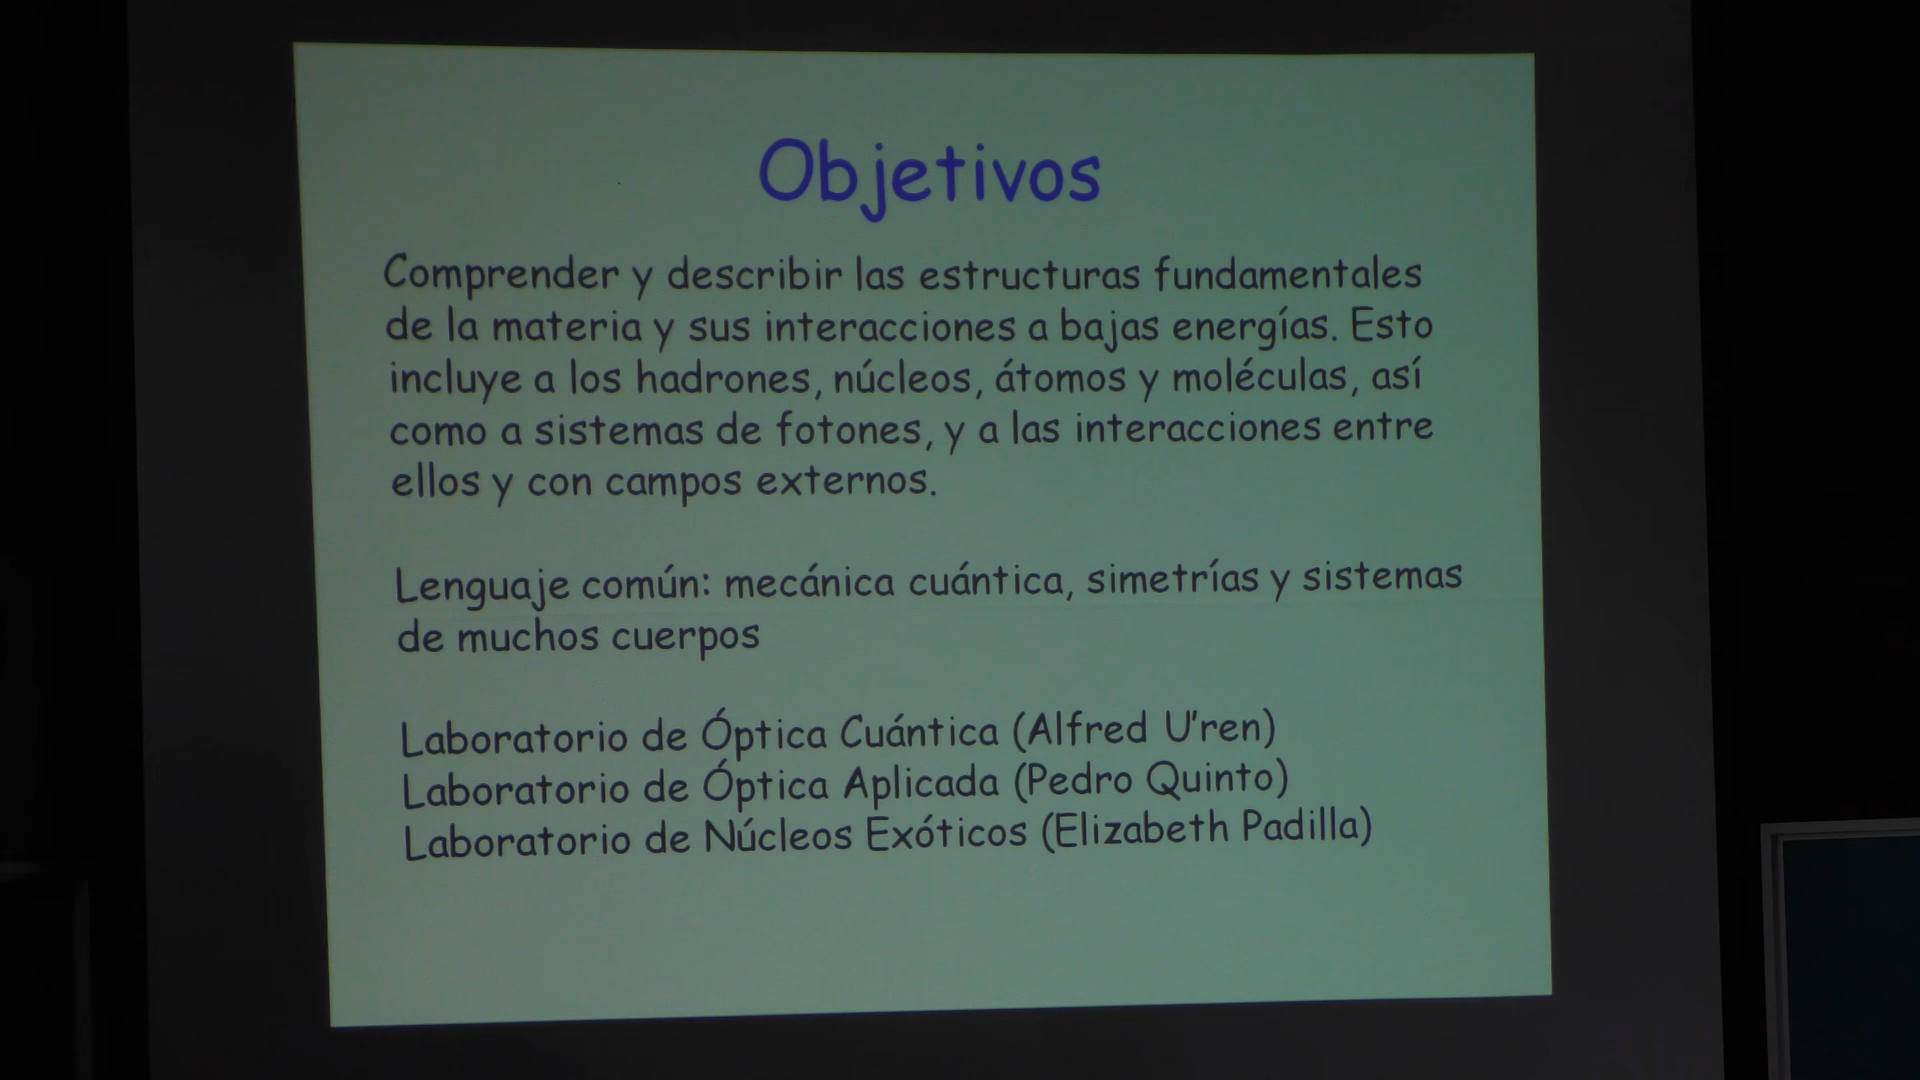 Objetivos
Comprender y describir las estructuras fundamentales
de la materia y sus interacciones a bajas energías. Esto
incluye a los hadrones, núcleos, átomos y moléculas, así
como a sistemas de fotones, y a las interacciones entre
ellos y con campos externos.
Lenguaje común: mecánica cuántica, simetrías y sistemas
de muchos cuerpos
Laboratorio de Óptica Cuántica (Alfred U'ren)
Laboratorio de Óptica Aplicada (Pedro Quinto)
Laboratorio de Núcleos Exóticos (Elizabeth Padilla)